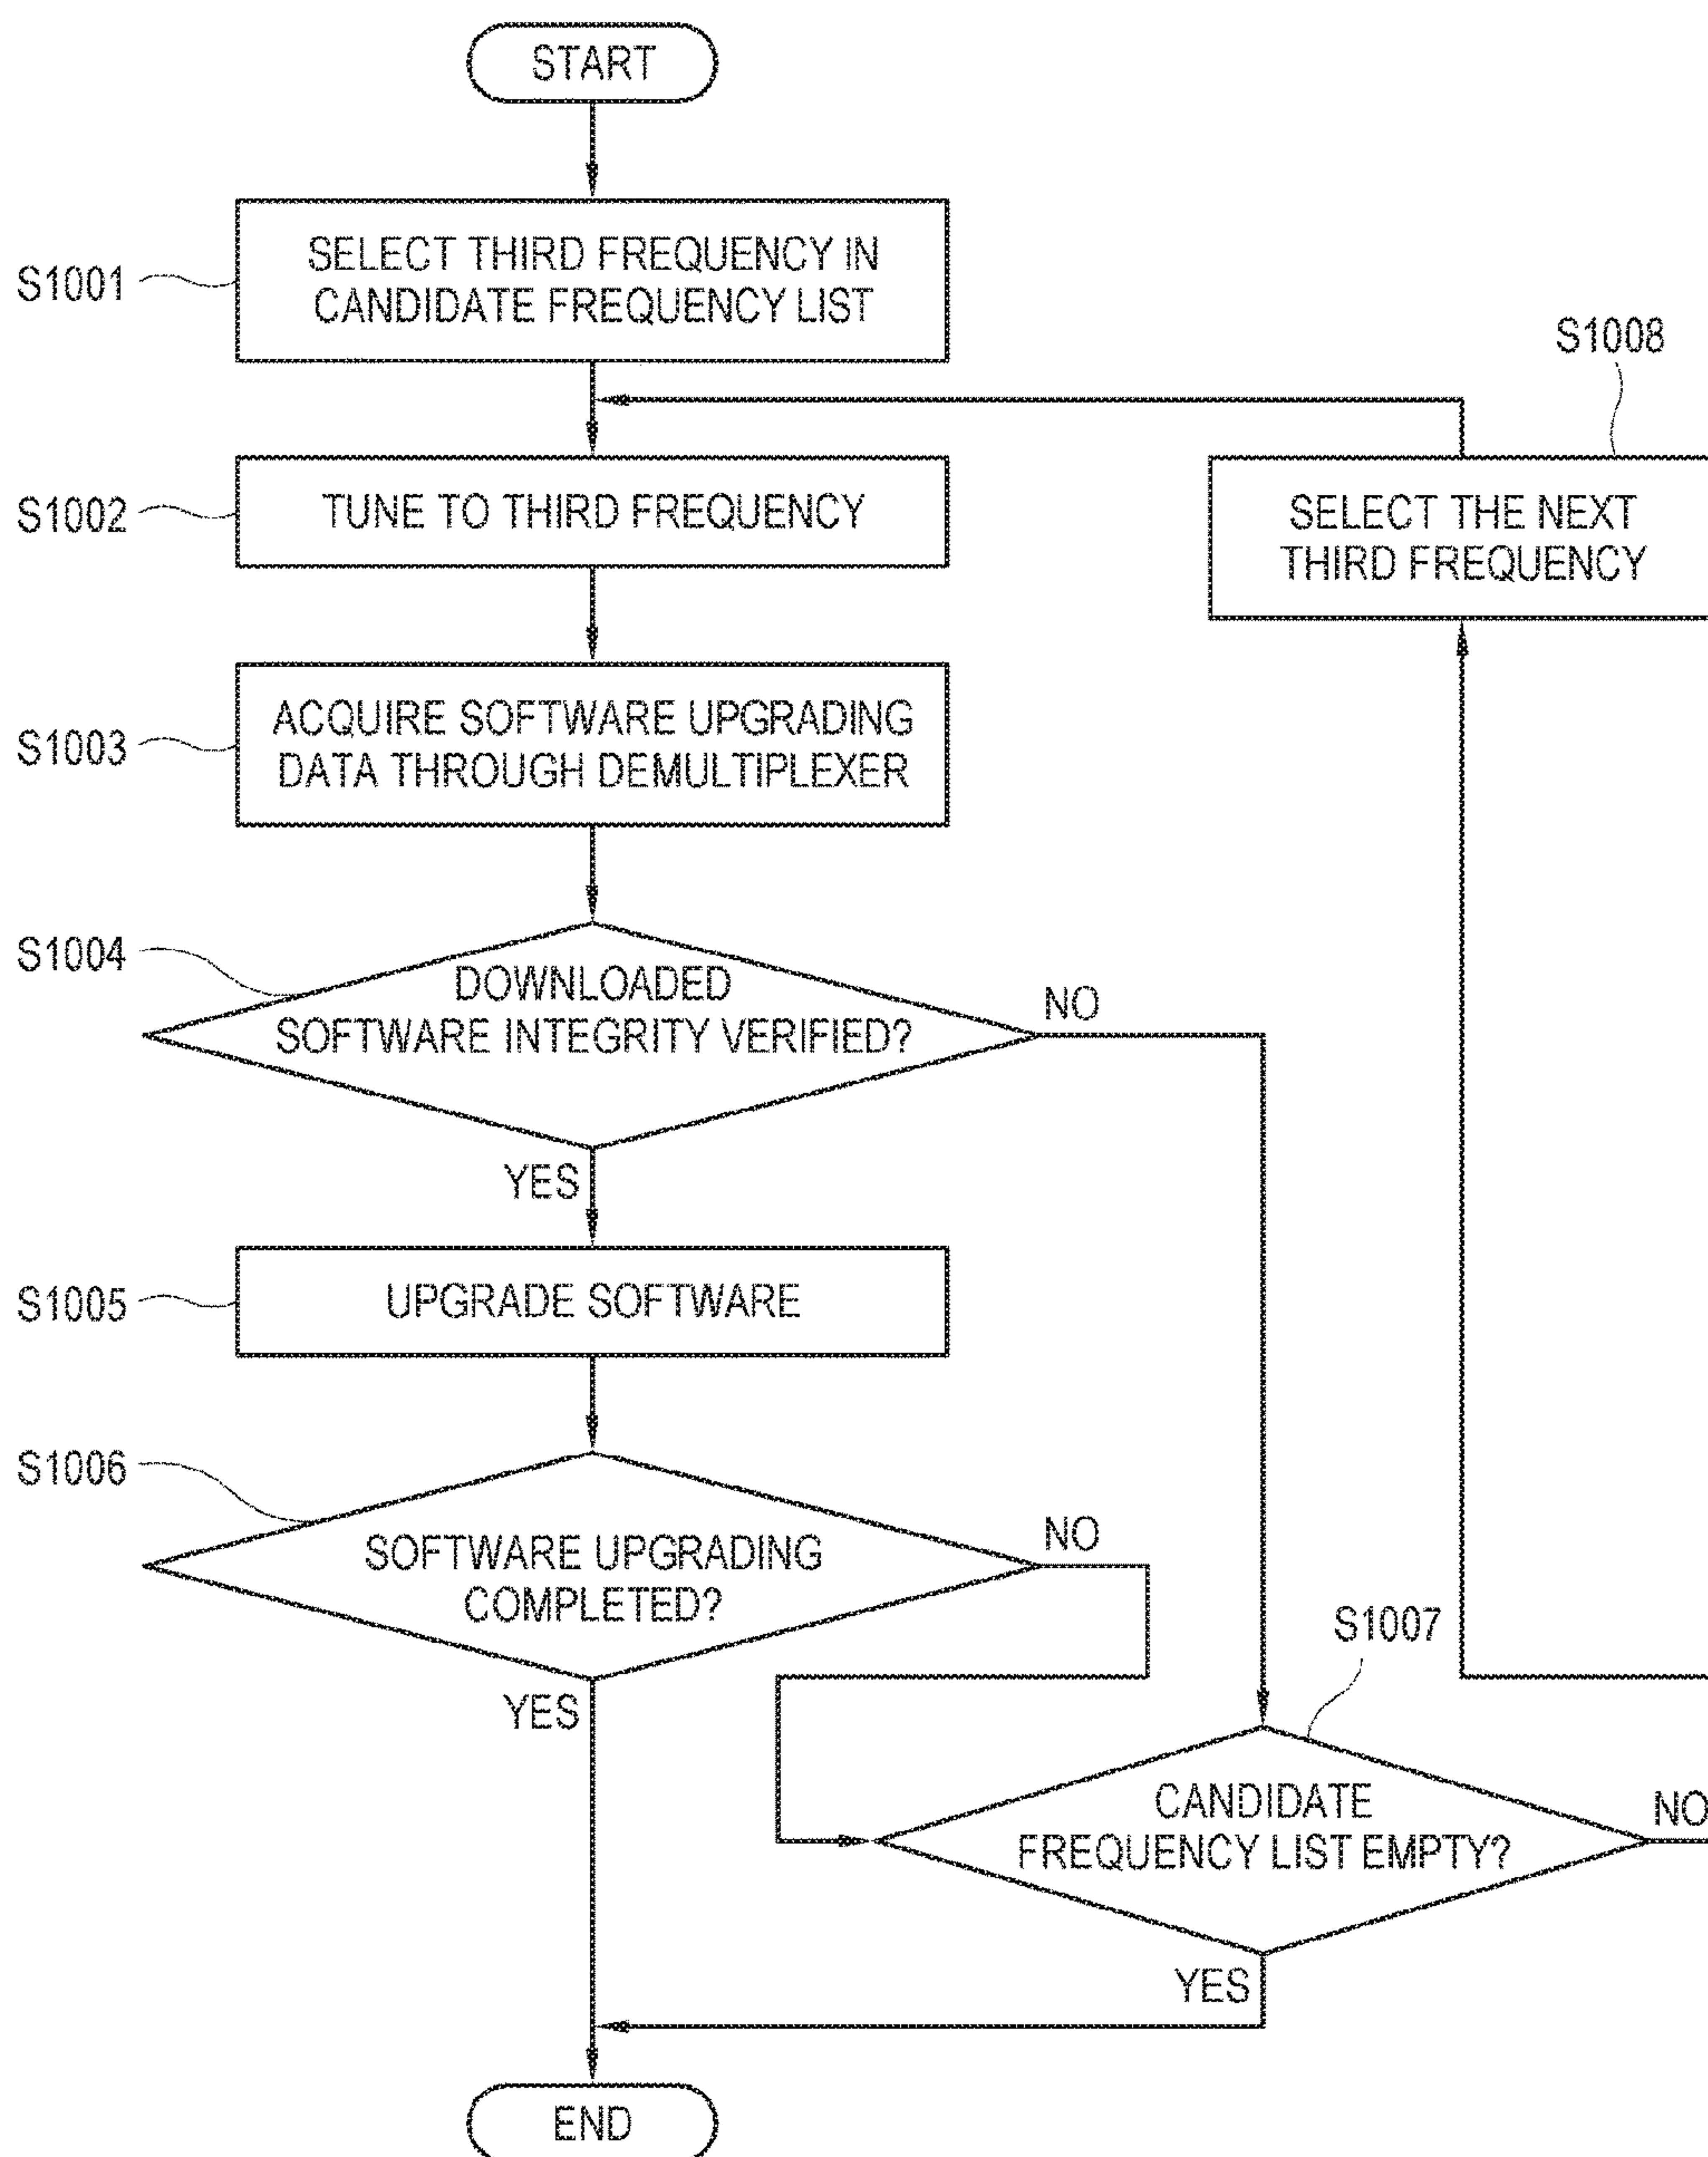 START
S1001
SELECT THIRD FREQUENCY IN
CANDIDATE FREQUENCY LIST
S1008
S1002
TUNE TO THIRD FREQUENCY
SELECT THE NEXT
THIRD FREQUENCY
S1003
ACQUIRE SOFTWARE UPGRADING
DATA THROUGH DEMULTIPLEXER
S1004
DOWNLOADED
SOFTWARE INTEGRITY VERIFIED?
NO
YES
S1005
UPGRADE SOFTWARE
S1006
SOFTWARE UPGRADING
COMPLETED?
NO
YES
S1007
CANDIDATE
FREQUENCY LIST EMPTY?
NO
YES
END